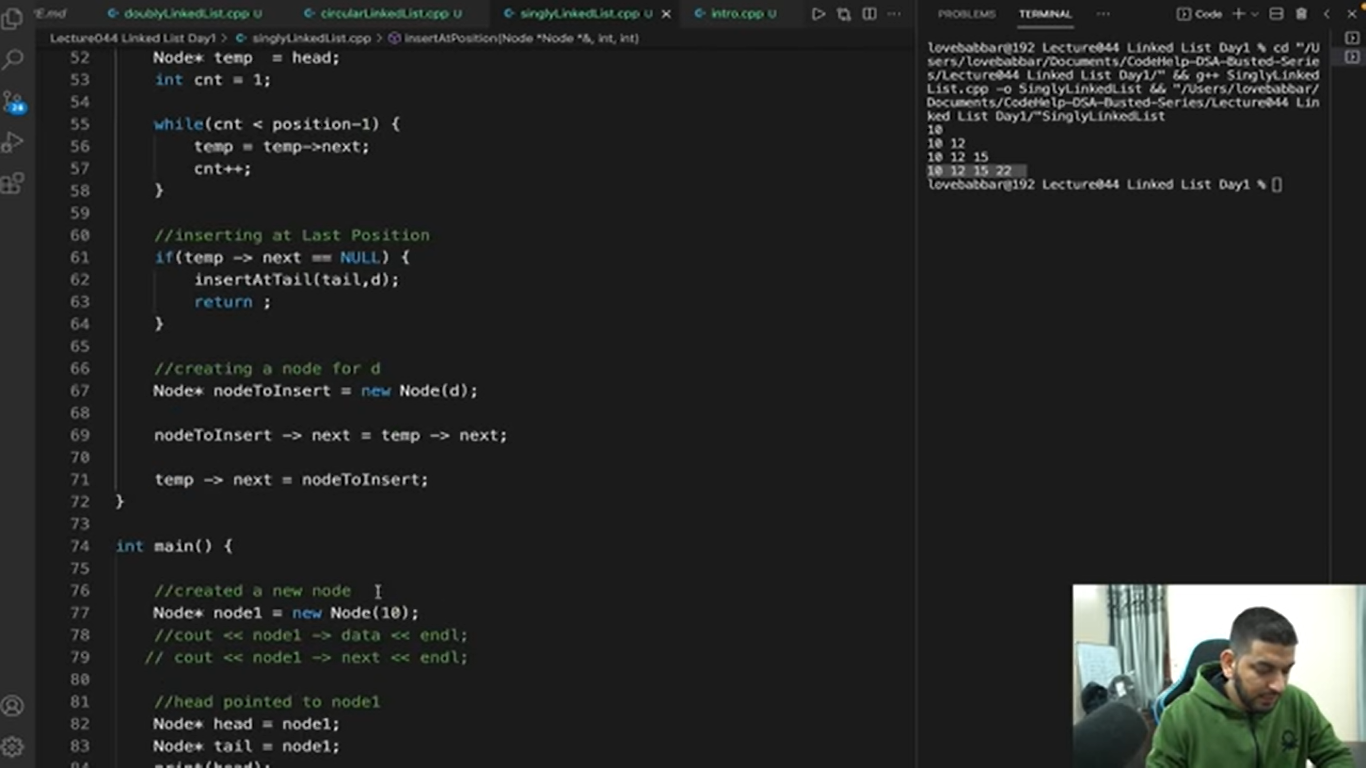 E.md doublyLinkedList.cpp U circularLinkedList.cpp U singlyLinkedList.cpp U intro.cpp U
Lecture044 Linked List Day1 > singlyLinkedList.cpp > insertAtPosition(Node *Node *&, int, int)
52 Node* temp = head;
53 int cnt = 1;
54
55 while(cnt < position-1) {
56 temp = temp->next;
57 cnt++;
58 }
59
60 //inserting at Last Position
61 if(temp -> next == NULL) {
62 insertAtTail(tail,d);
63 return ;
64 }
65
66 //creating a node for d
67 Node* nodeToInsert = new Node(d);
68
69 nodeToInsert -> next = temp -> next;
70
71 temp -> next = nodeToInsert;
72 }
73
74 int main() {
75
76 //created a new node
77 Node* node1 = new Node(10);
78 //cout << node1 -> data << endl;
79 // cout << node1 -> next << endl;
80
81 //head pointed to node1
82 Node* head = node1;
83 Node* tail = node1;
84 print(head);
PROBLEMS TERMINAL ... Code
lovebabbar@192 Lecture044 Linked List Day1 % cd "/U
sers/lovebabbar/Documents/CodeHelp-DSA-Busted-Serie
s/Lecture044 Linked List Day1/" && g++ SinglyLinked
List.cpp -o SinglyLinkedList && "/Users/lovebabbar/
Documents/CodeHelp-DSA-Busted-Series/Lecture044 Lin
ked List Day1/"SinglyLinkedList
10
10 12
10 12 15
10 12 15 22
lovebabbar@192 Lecture044 Linked List Day1 %